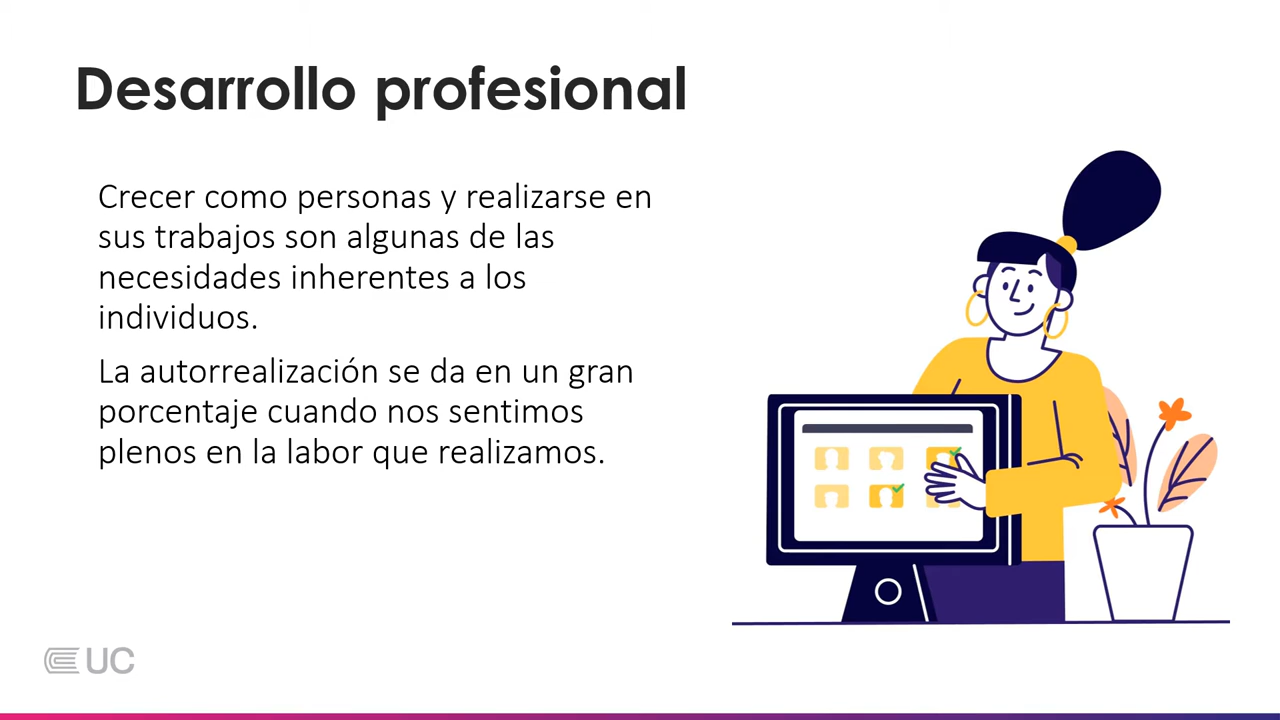 Desarrollo profesional
Crecer como personas y realizarse en
sus trabajos son algunas de las
necesidades inherentes a los
individuos.
La autorrealización se da en un gran
porcentaje cuando nos sentimos
plenos en la labor que realizamos.
UC